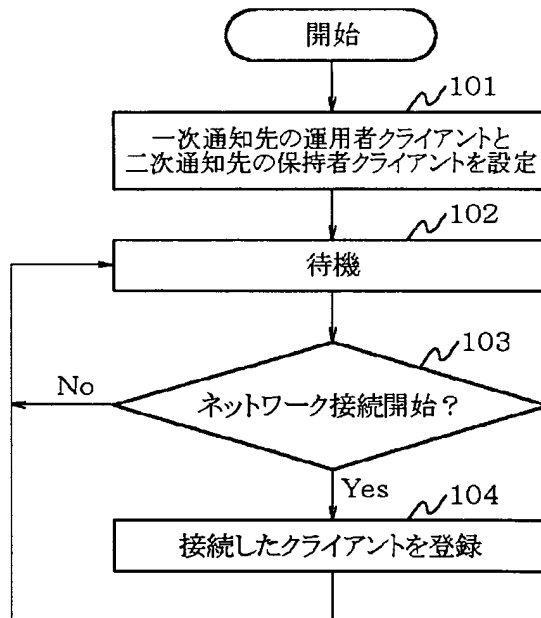 開始
101
一次通知先の運用者クライアントと
二次通知先の保持者クライアントを設定
102
待機
103
ネットワーク接続開始？
No
Yes
104
接続したクライアントを登録